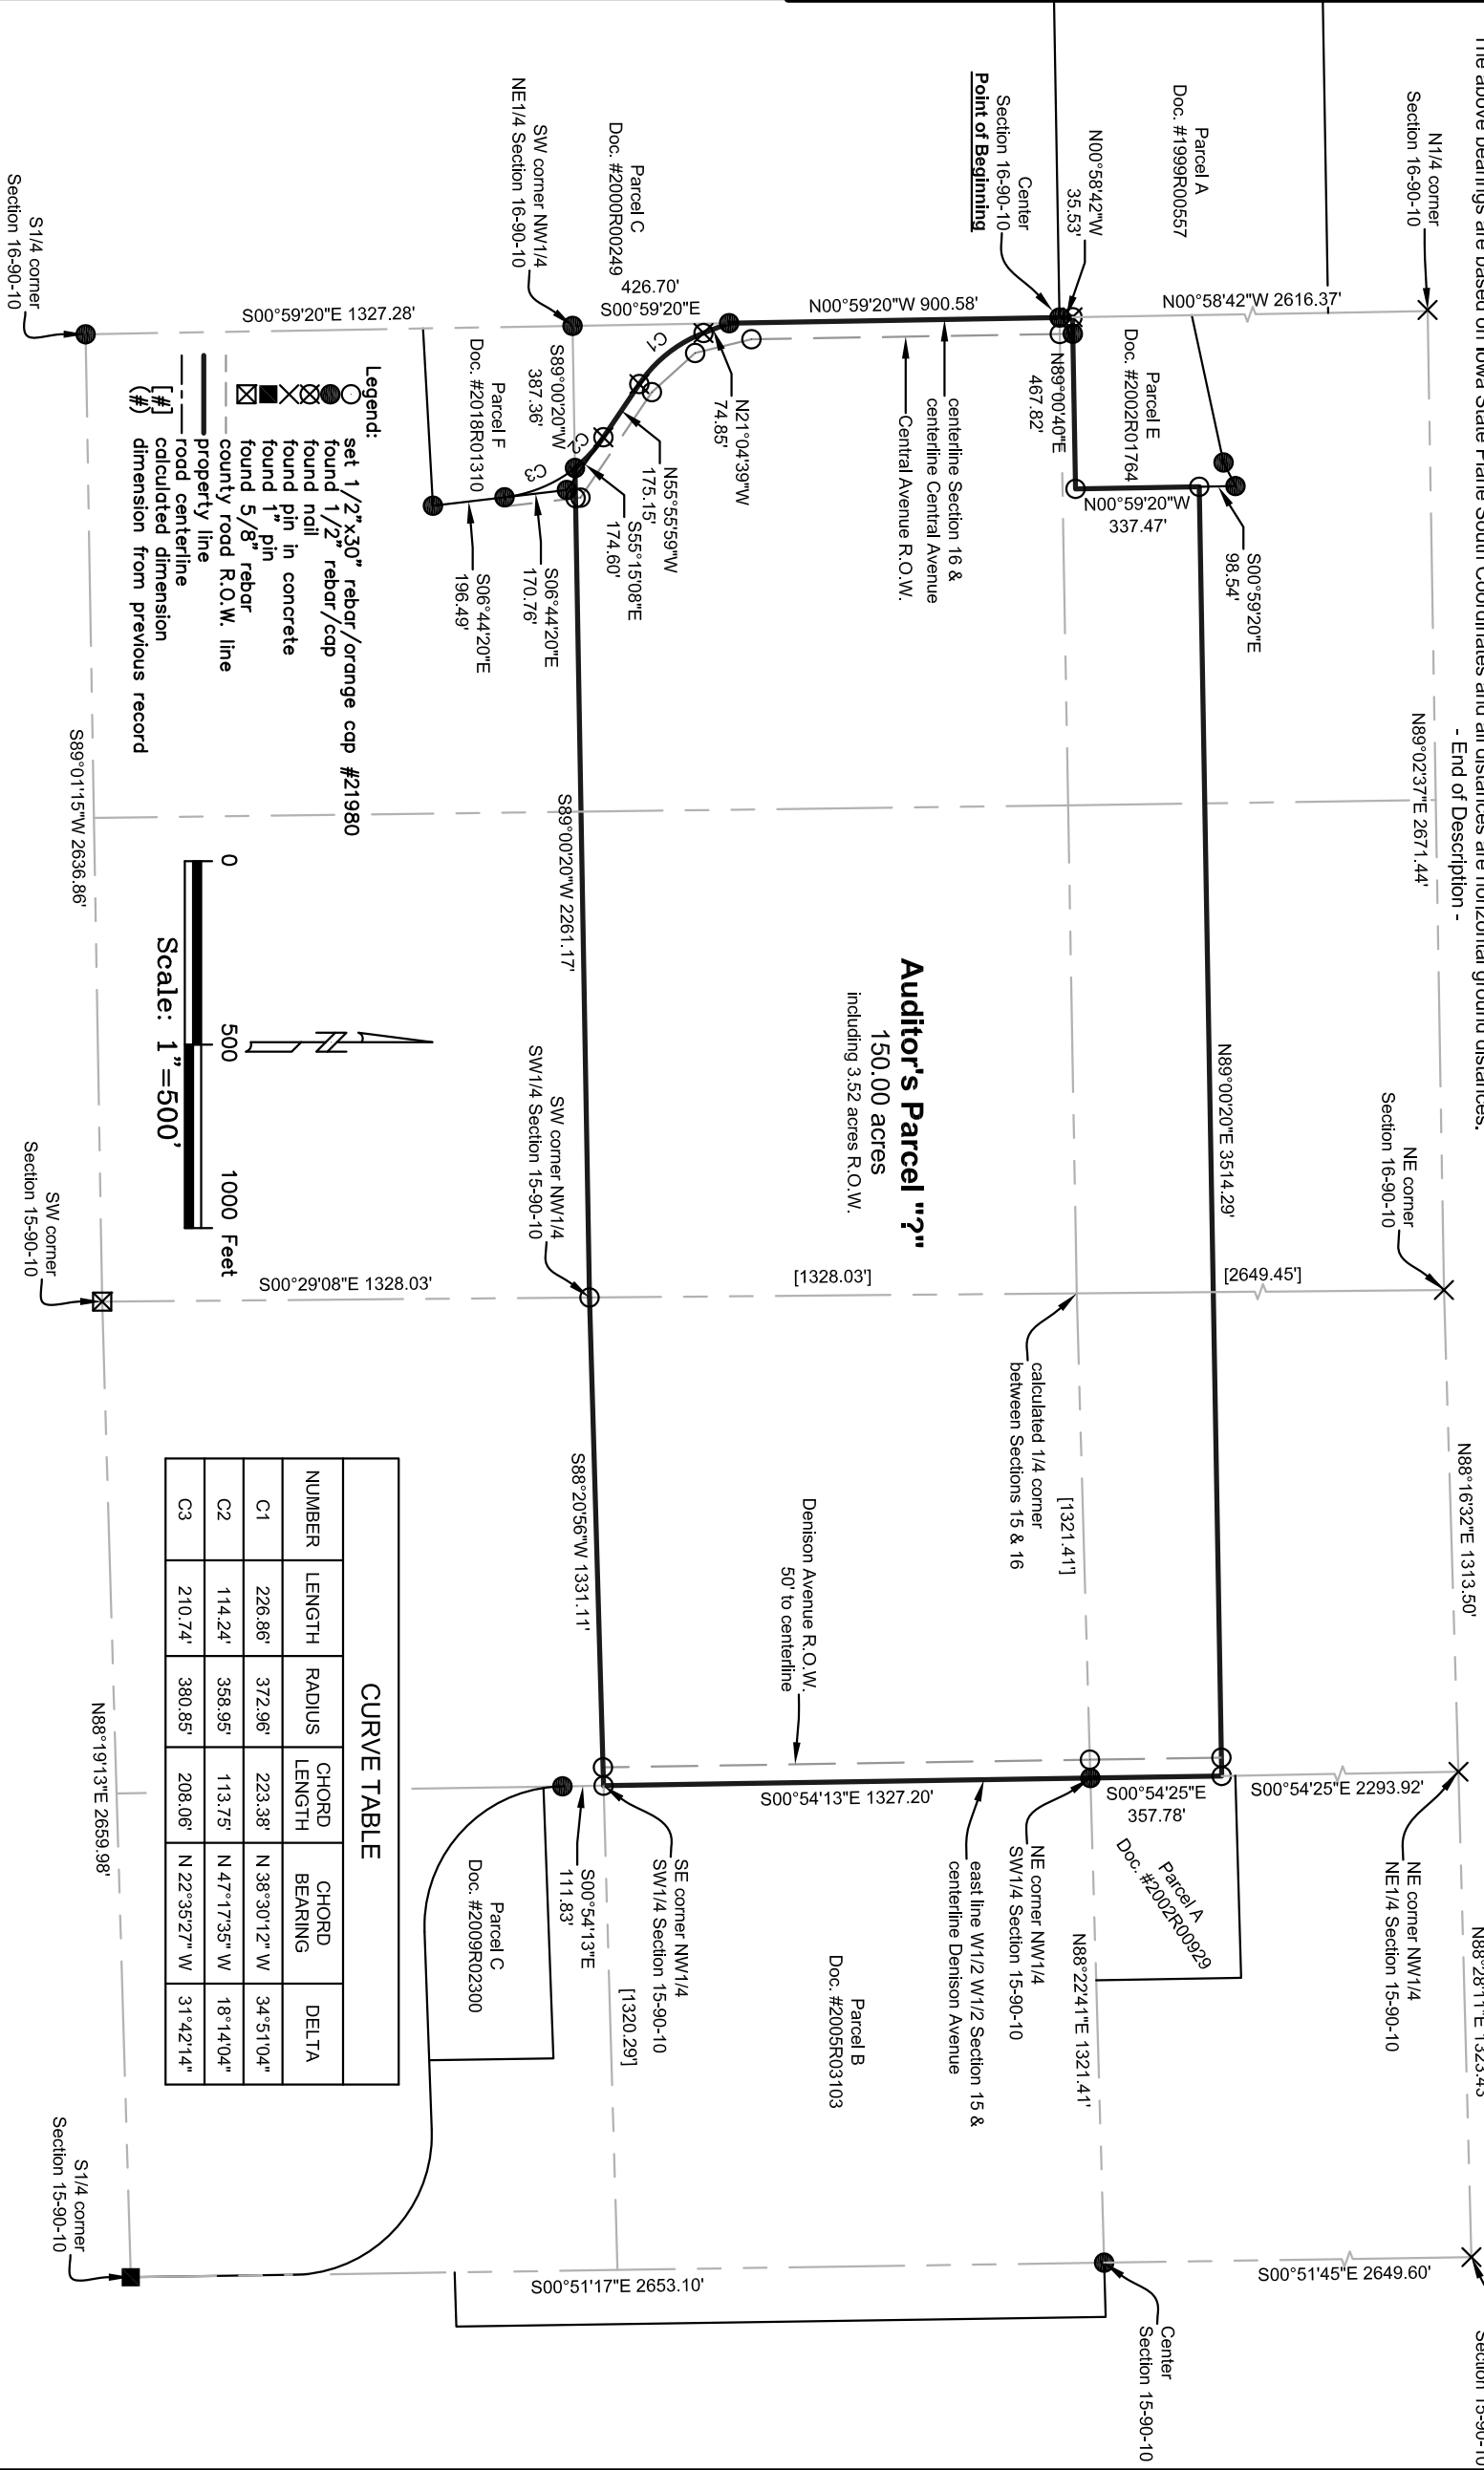 The above bearings are based on Iowa State Plane South Coordinates and all distances are horizontal ground distances.
- End of Description -
N1/4 corner
Section 16-90-10
N89°02'37"E 2671.44'
NE corner
Section 16-90-10
N88°16'32"E 1313.50'
NE corner NW1/4
NE1/4 Section 15-90-10
N88°28'11"E 1323.43'
Section 15-90-10
Parcel A
Doc. #1999R00557
N00°58'42"W 2616.37'
[2649.45']
S00°54'25"E 2293.92'
S00°51'45"E 2649.60'
N00°58'42"W
35.53'
Center
Section 16-90-10
Point of Beginning
Parcel E
Doc. #2002R01764
N89°00'40"E
467.82'
N00°59'20"W
337.47'
S00°59'20"E
98.54'
N89°00'20"E 3514.29'
S00°54'25"E
357.78'
Parcel A
Doc. #2002R00929
N88°22'41"E 1321.41'
Center
Section 15-90-10
N00°59'20"W 900.58'
centerline Section 16 &
centerline Central Avenue
Central Avenue R.O.W.
Auditor's Parcel "?"
150.00 acres
including 3.52 acres R.O.W.
[1328.03']
calculated 1/4 corner
between Sections 15 & 16
[1321.41']
Denison Avenue R.O.W.
50' to centerline
S00°54'13"E 1327.20'
NE corner NW1/4
SW1/4 Section 15-90-10
east line W1/2 W1/2 Section 15 &
centerline Denison Avenue
Parcel B
Doc. #2005R03103
Parcel C
Doc. #2000R00249
426.70'
S00°59'20"E
SW corner NW1/4
NE1/4 Section 16-90-10
C1
N21°04'39"W
74.85'
N55°55'59"W
175.15'
S55°15'08"E
174.60'
C2
C3
S89°00'20"W
387.36'
S06°44'20"E
170.76'
S06°44'20"E
196.49'
Parcel F
Doc. #2018R01310
S89°00'20"W 2261.17'
SW corner NW1/4
SW1/4 Section 15-90-10
S88°20'56"W 1331.11'
SE corner NW1/4
SW1/4 Section 15-90-10
[1320.29']
S00°54'13"E
111.83'
Parcel C
Doc. #2009R02300
S00°51'17"E 2653.10'
S00°59'20"E 1327.28'
S00°29'08"E 1328.03'
Legend:
set 1/2"x30" rebar/orange cap #21980
found 1/2" rebar/cap
found nail
found pin in concrete
found 1" pin
found 5/8" rebar
county road R.O.W. line
property line
road centerline
[#] calculated dimension
(#) dimension from previous record
0 500 1000 Feet
Scale: 1"=500'
CURVE TABLE
NUMBER LENGTH RADIUS CHORD LENGTH CHORD BEARING DELTA
C1 226.86' 372.96' 223.38' N 38°30'12" W 34°51'04"
C2 114.24' 358.95' 113.75' N 47°17'35" W 18°14'04"
C3 210.74' 380.85' 208.06' N 22°35'27" W 31°42'14"
S1/4 corner
Section 16-90-10
S89°01'15"W 2636.86'
SW corner
Section 15-90-10
N88°19'13"E 2659.98'
S1/4 corner
Section 15-90-10